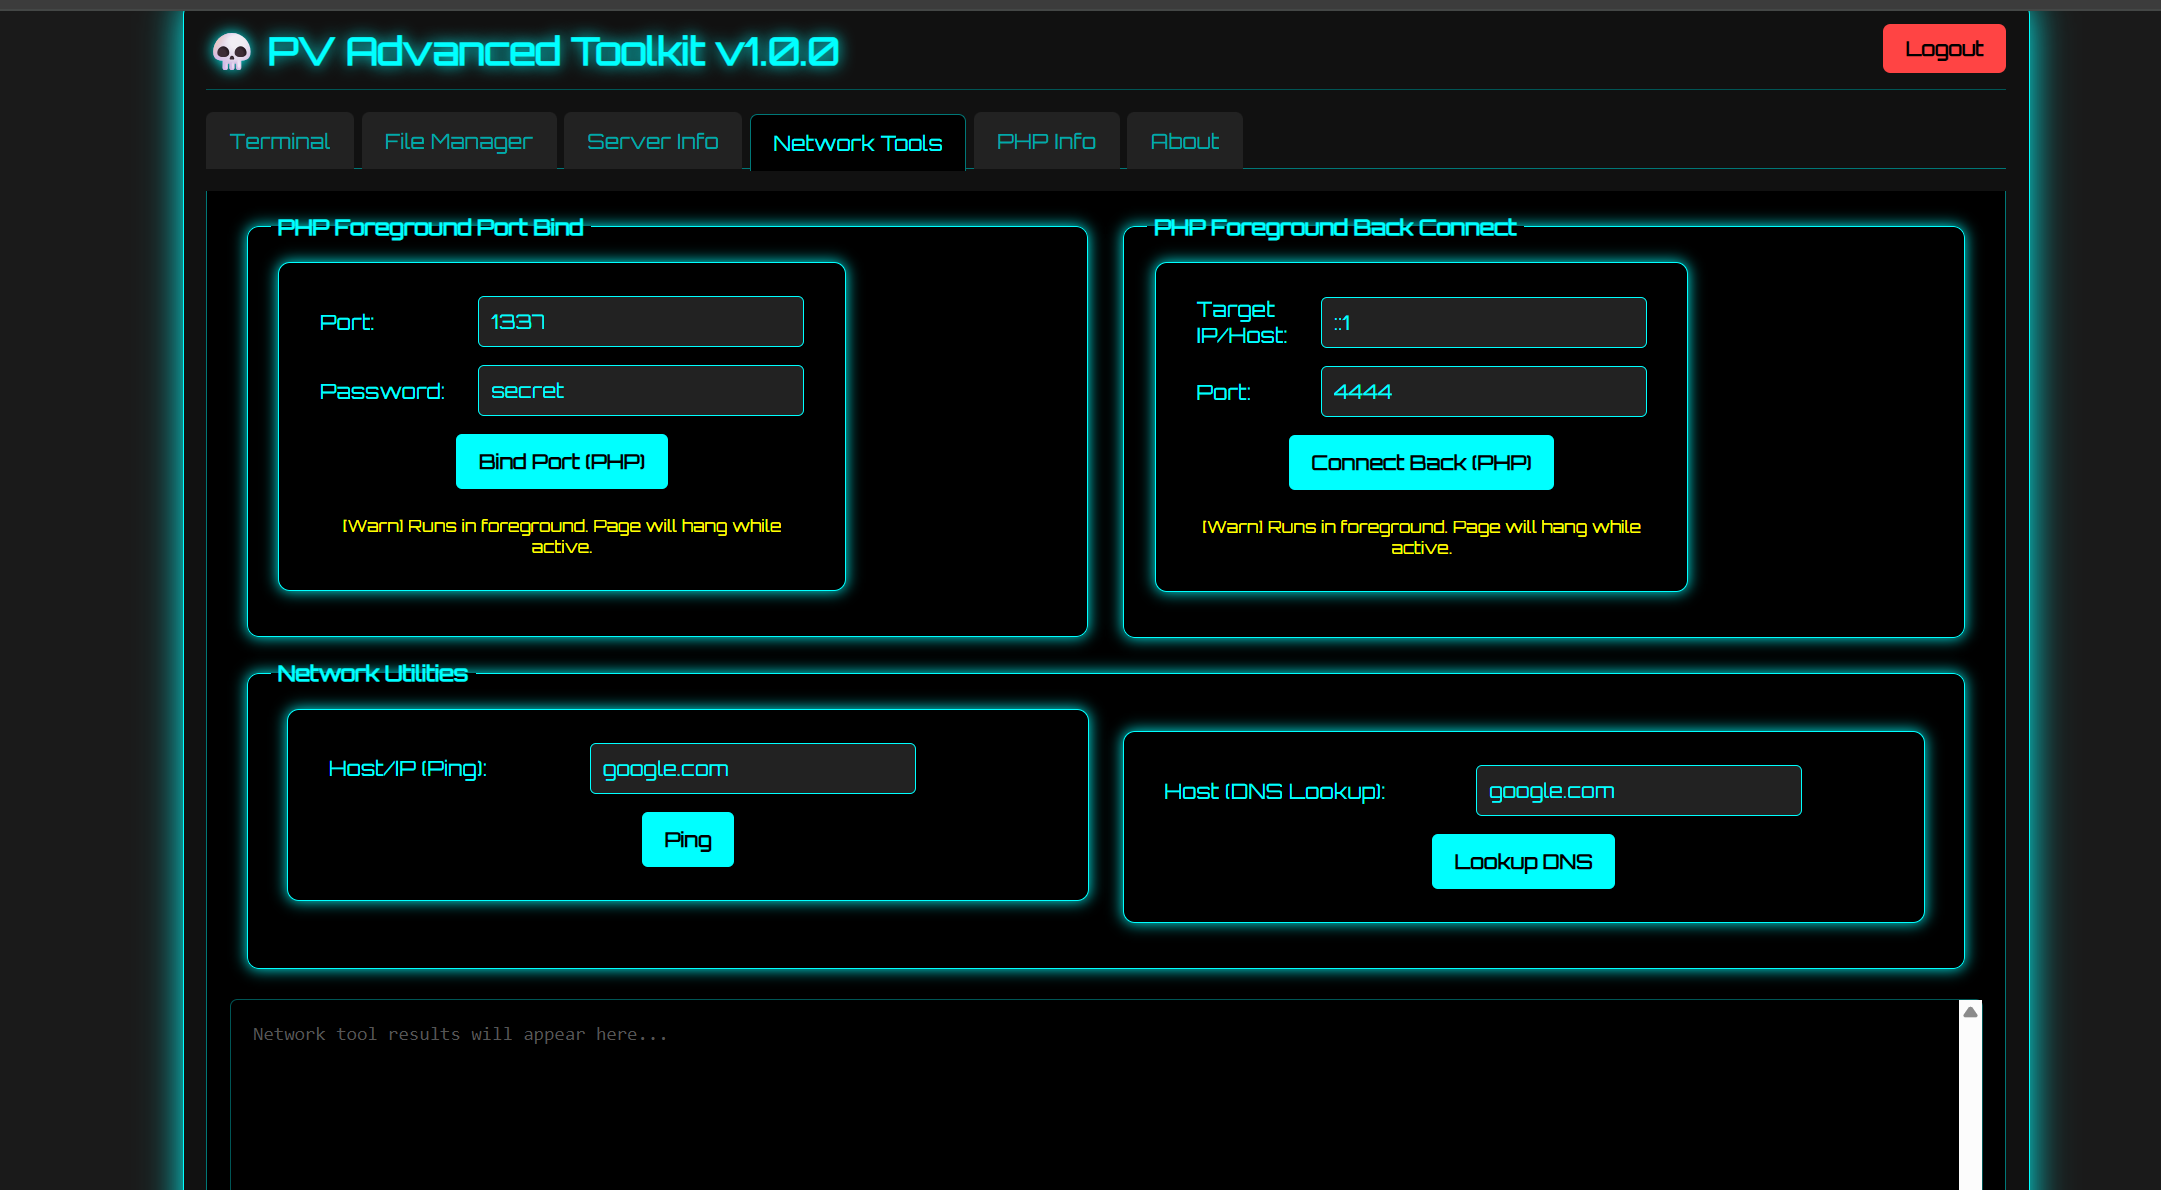 PV Advanced Toolkit v1.0.0
Logout
Terminal
File Manager
Server Info
Network Tools
PHP Info
About
PHP Foreground Port Bind
Port:
1337
Password:
secret
Bind Port (PHP)
[Warn] Runs in foreground. Page will hang while
active.
PHP Foreground Back Connect
Target
IP/Host:
::1
Port:
4444
Connect Back (PHP)
[Warn] Runs in foreground. Page will hang while
active.
Network Utilities
Host/IP (Ping):
google.com
Ping
Host (DNS Lookup):
google.com
Lookup DNS
Network tool results will appear here...